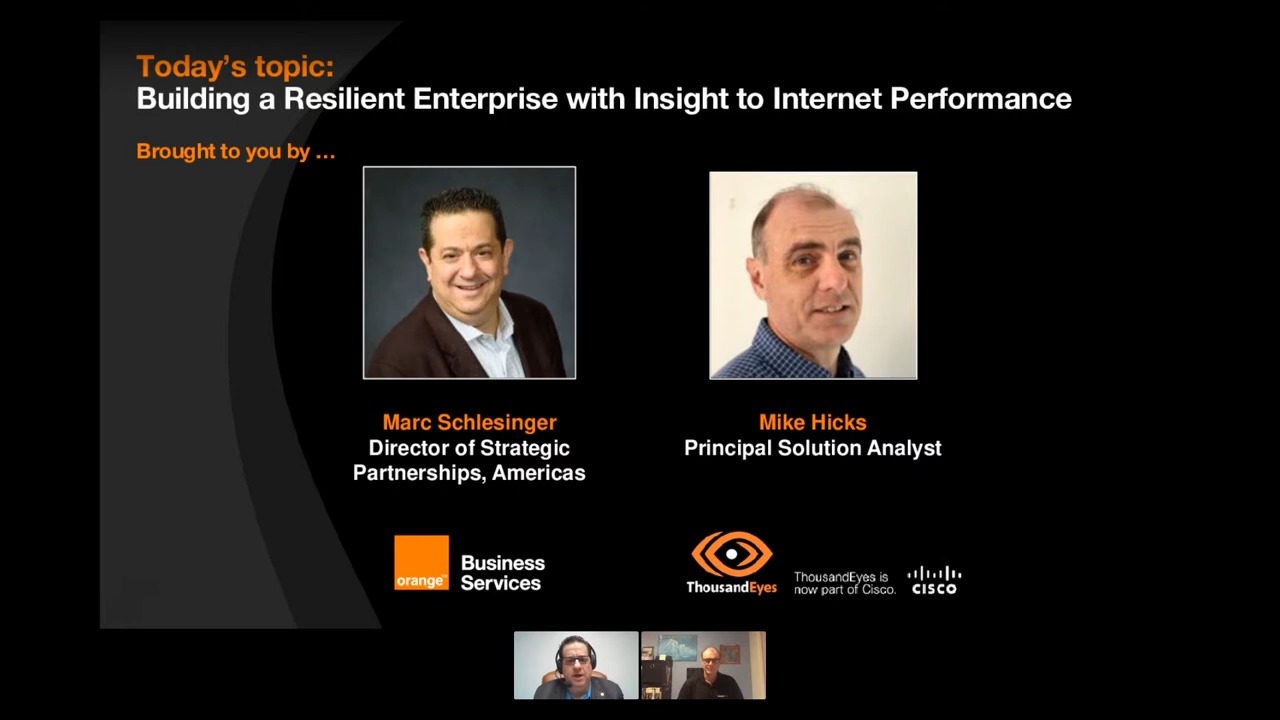 Today's topic:
Building a Resilient Enterprise with Insight to Internet Performance
Brought to you by ...
Marc Schlesinger
Director of Strategic
Partnerships, Americas
Mike Hicks
Principal Solution Analyst
orange™
Business
Services
ThousandEyes
ThousandEyes is
now part of Cisco.
CISCO